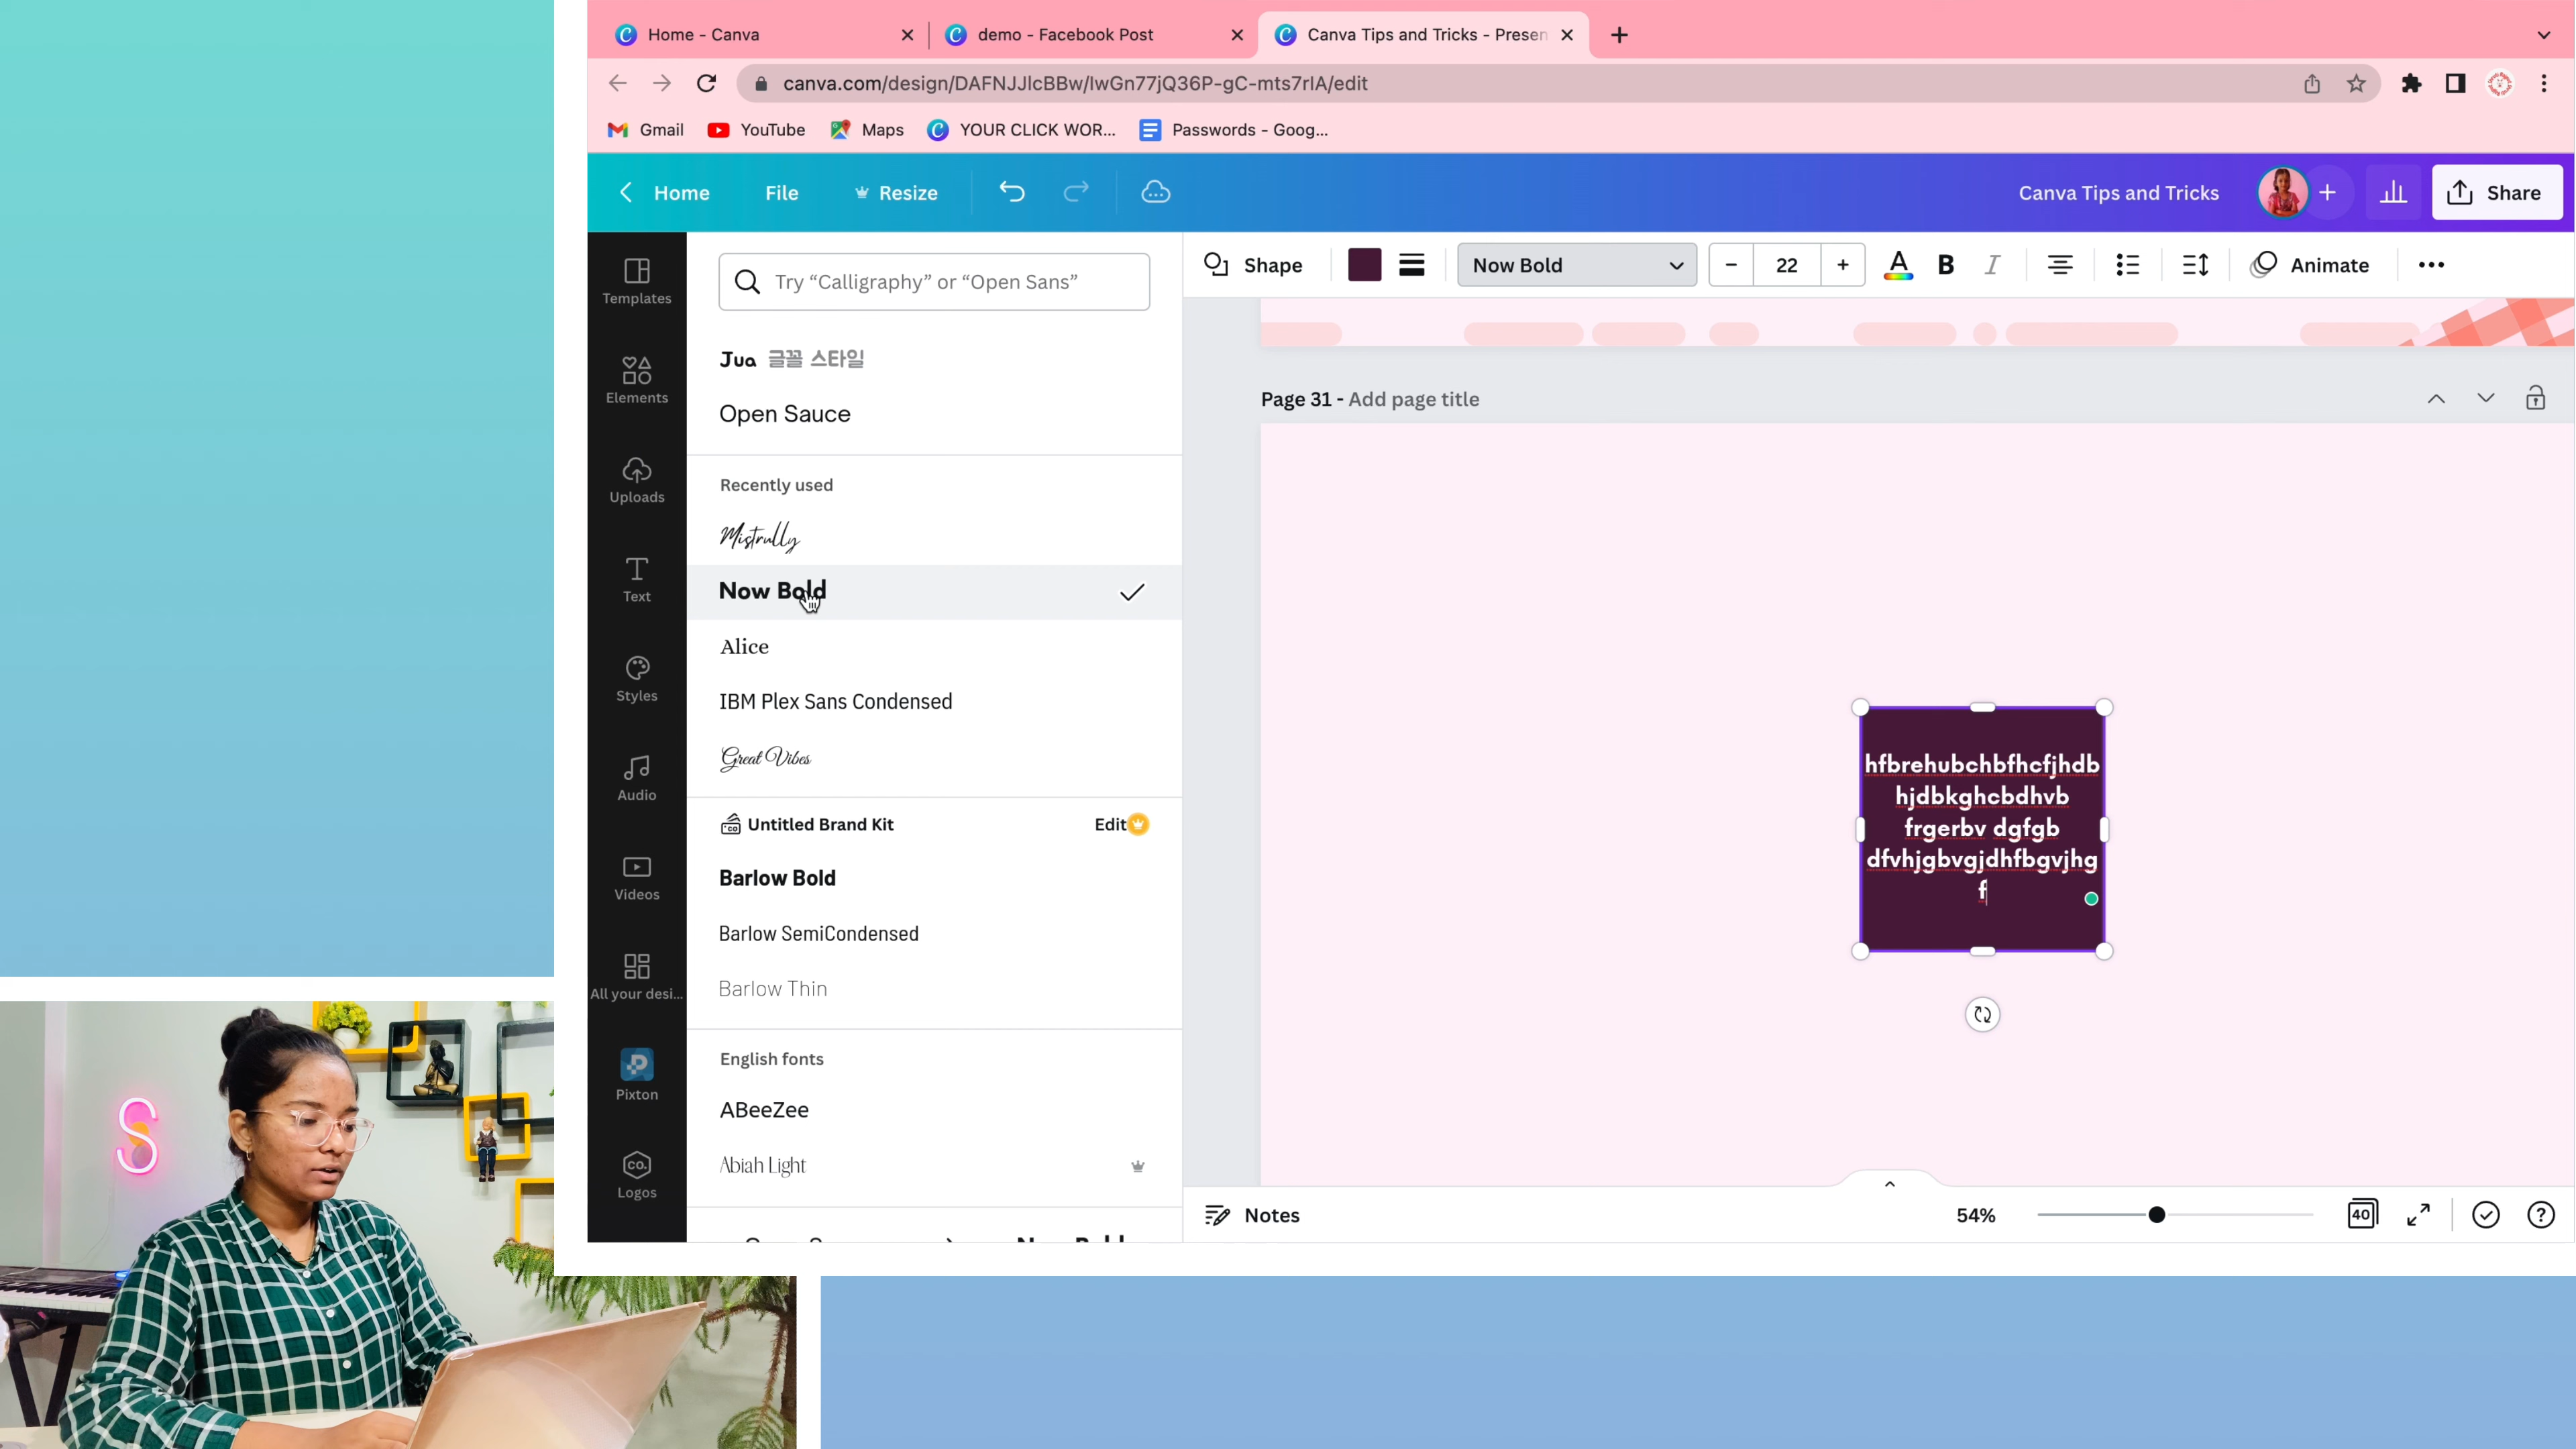 Home - Canva
demo - Facebook Post
Canva Tips and Tricks - Presen
canva.com/design/DAFNJJlcBBw/lwGn77jQ36P-gC-mts7rIA/edit
Gmail
YouTube
Maps
YOUR CLICK WOR...
Passwords - Goog...
Home
File
Resize
Canva Tips and Tricks
Share
Templates
Elements
Uploads
Text
Styles
Audio
Videos
All your desi...
Pixton
CO.
Logos
Try “Calligraphy” or “Open Sans”
Jua 글꼴 스타일
Open Sauce
Recently used
Mistrully
Now Bold
Alice
IBM Plex Sans Condensed
Great Vibes
Untitled Brand Kit
Edit
Barlow Bold
Barlow SemiCondensed
Barlow Thin
English fonts
ABeeZee
Abiah Light
Shape
Now Bold
22
A
B
I
Animate
Page 31 - Add page title
hfbrehubchbfhcfjhdb
hjdbkghcbdhvb
frgerbv dgfgb
dfvhjgbvgjdhfbgvjhg
f
Notes
54%
40
S